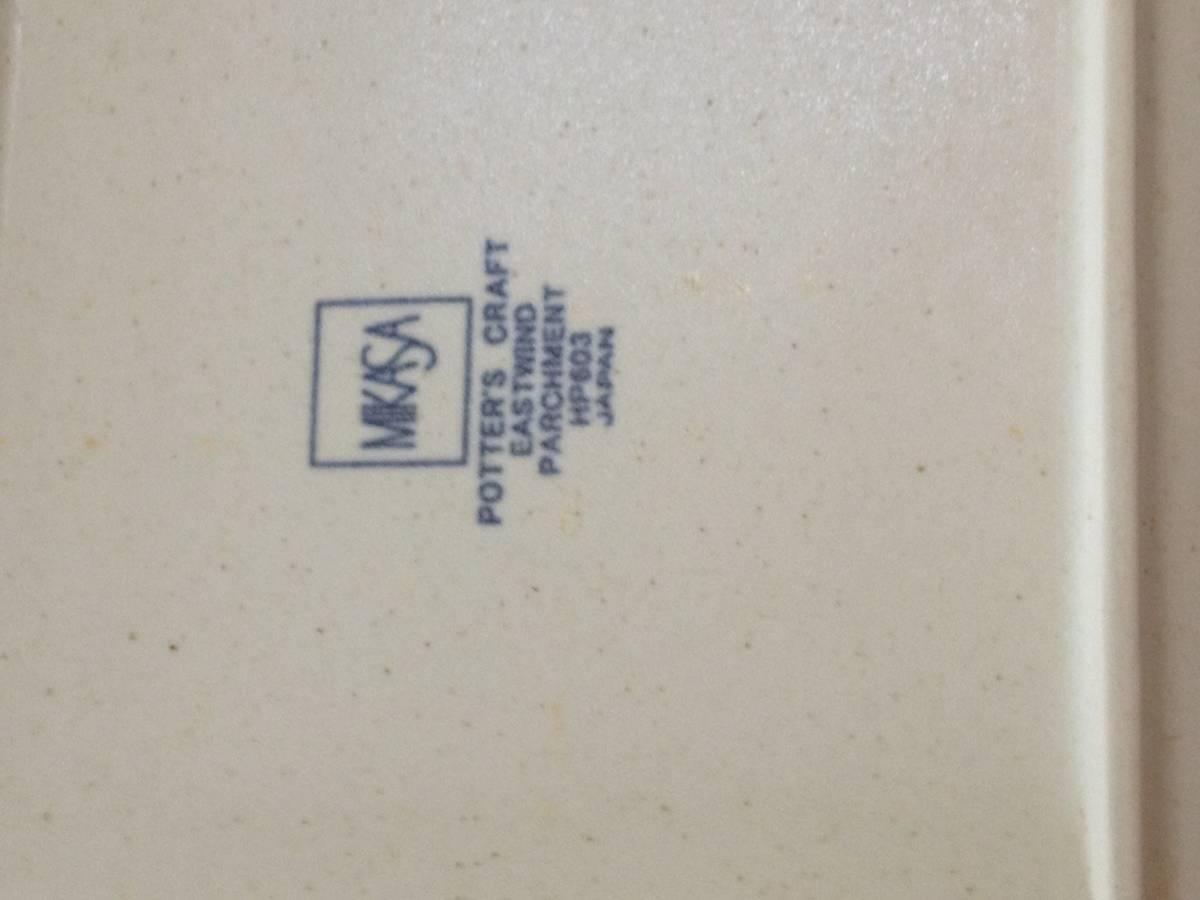 MIKASA
POTTER'S CRAFT
EASTWIND
PARCHMENT
HP603
JAPAN